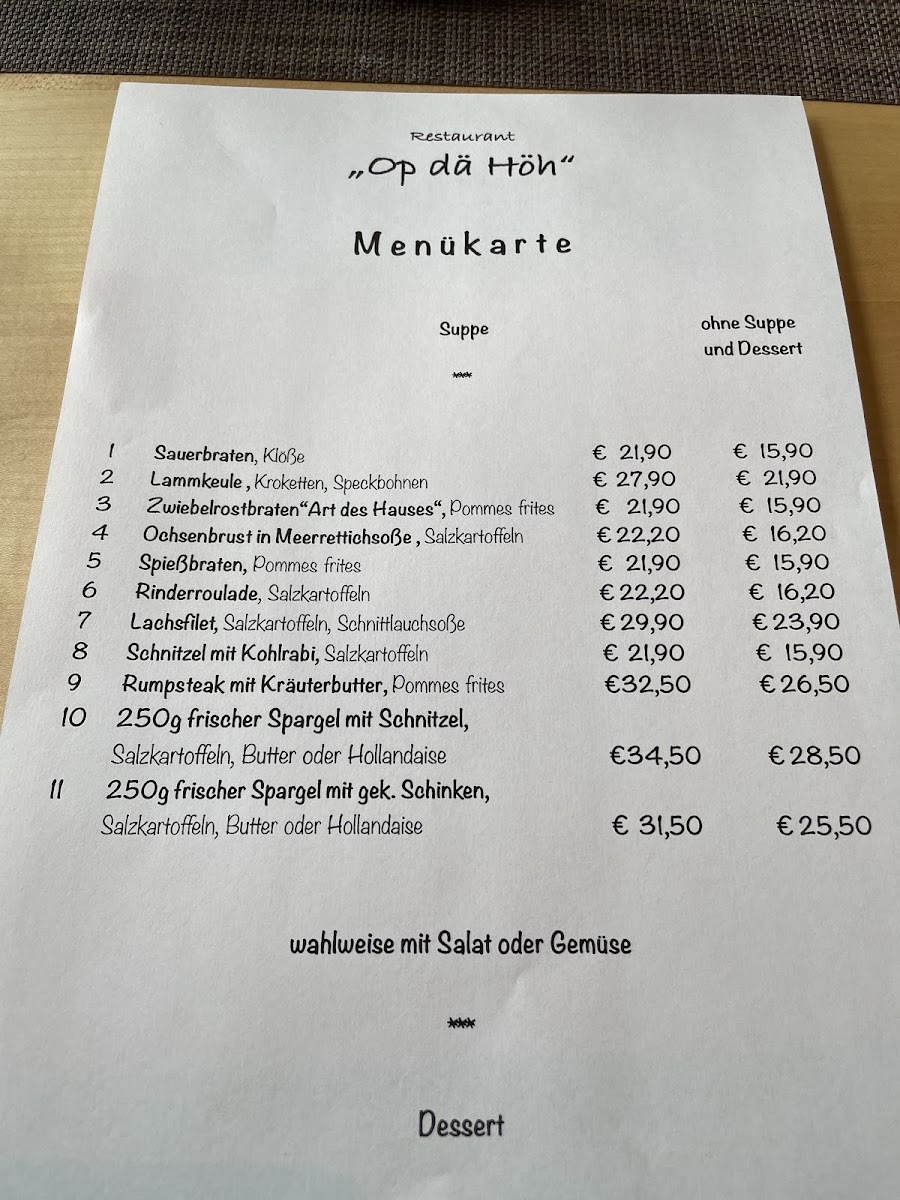 Restaurant
„Op dä Höh“
Menükarte
Suppe
ohne Suppe
und Dessert
***
1 Sauerbraten, Klöße € 21,90 € 15,90
2 Lammkeule , Kroketten, Speckbohnen € 27,90 € 21,90
3 Zwiebelrostbraten“Art des Hauses“, Pommes frites € 21,90 € 15,90
4 Ochsenbrust in Meerrettichsoße , Salzkartoffeln € 22,20 € 16,20
5 Spießbraten, Pommes frites € 21,90 € 15,90
6 Rinderroulade, Salzkartoffeln € 22,20 € 16,20
7 Lachsfilet, Salzkartoffeln, Schnittlauchsoße € 29,90 € 23,90
8 Schnitzel mit Kohlrabi, Salzkartoffeln € 21,90 € 15,90
9 Rumpsteak mit Kräuterbutter, Pommes frites €32,50 € 26,50
10 250g frischer Spargel mit Schnitzel,
Salzkartoffeln, Butter oder Hollandaise €34,50 € 28,50
11 250g frischer Spargel mit gek. Schinken,
Salzkartoffeln, Butter oder Hollandaise € 31,50 € 25,50
wahlweise mit Salat oder Gemüse
***
Dessert